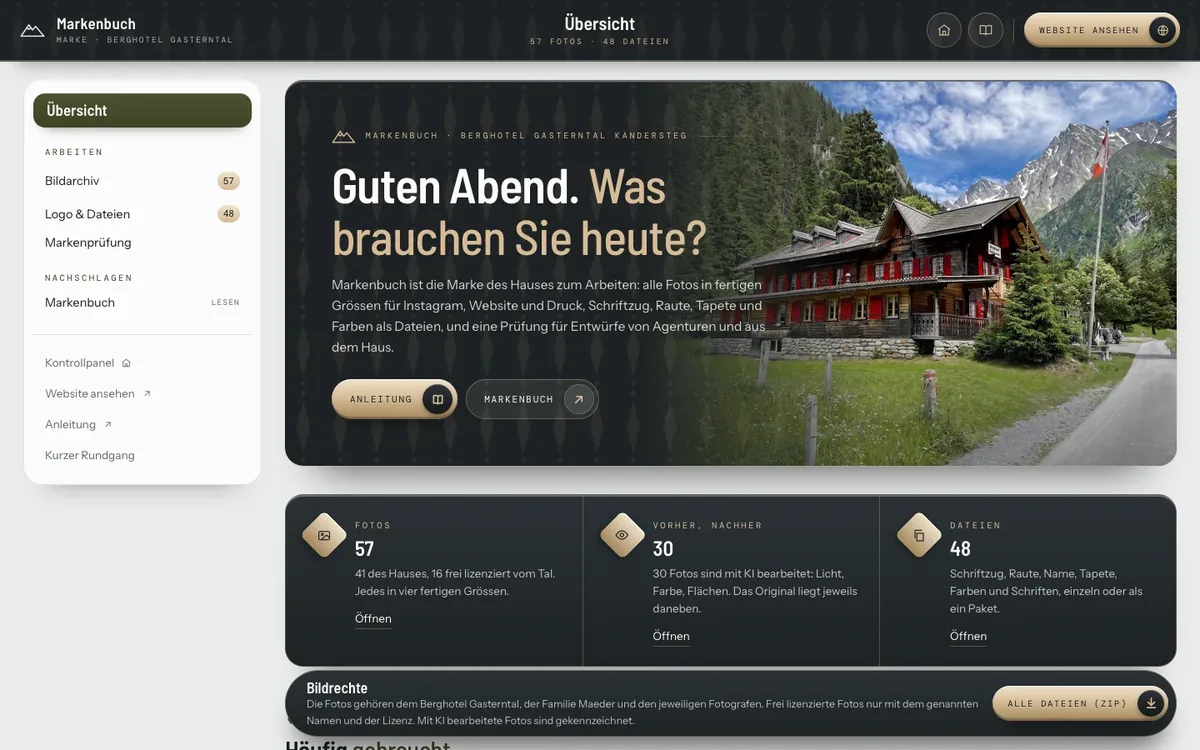 Markenbuch
MARKE · BERGHOTEL GASTERNTAL
Übersicht
57 FOTOS · 48 DATEIEN
WEBSITE ANSEHEN
Übersicht
ARBEITEN
Bildarchiv 57
Logo & Dateien 48
Markenprüfung
NACHSCHLAGEN
Markenbuch LESEN
Kontrollpanel
Website ansehen
Anleitung
Kurzer Rundgang
MARKENBUCH · BERGHOTEL GASTERNTAL KANDERSTEG
Guten Abend. Was
brauchen Sie heute?
Markenbuch ist die Marke des Hauses zum Arbeiten: alle Fotos in fertigen
Grössen für Instagram, Website und Druck, Schriftzug, Raute, Tapete und
Farben als Dateien, und eine Prüfung für Entwürfe von Agenturen und aus
dem Haus.
ANLEITUNG
MARKENBUCH
FOTOS
57
41 des Hauses, 16 frei lizenziert vom Tal.
Jedes in vier fertigen Grössen.
Öffnen
VORHER, NACHHER
30
30 Fotos sind mit KI bearbeitet: Licht,
Farbe, Flächen. Das Original liegt jeweils
daneben.
Öffnen
DATEIEN
48
Schriftzug, Raute, Name, Tapete,
Farben und Schriften, einzeln oder als
ein Paket.
Öffnen
Bildrechte
Die Fotos gehören dem Berghotel Gasterntal, der Familie Maeder und den jeweiligen Fotografen. Frei lizenzierte Fotos nur mit dem genannten
Namen und der Lizenz. Mit KI bearbeitete Fotos sind gekennzeichnet.
ALLE DATEIEN (ZIP)
Häufig gebraucht